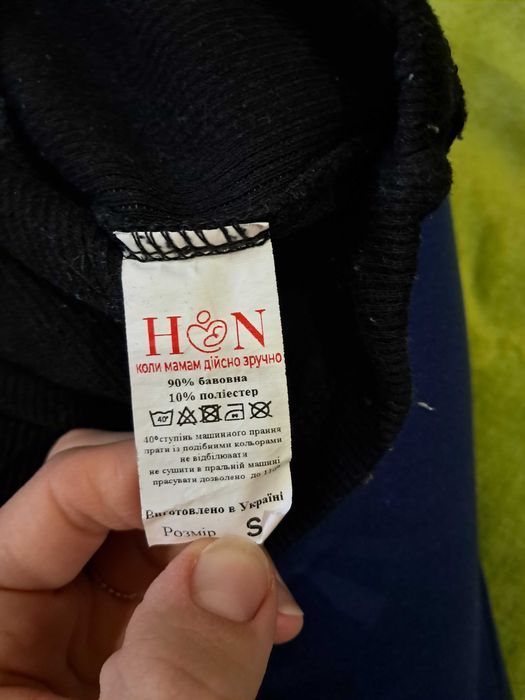 H N
коли мамам дійсно зручно
90% бавовна
10% поліестер
40°
40° ступінь машинного прання
прати із подібними кольорами
не відбілювати
не сушити в пральній машині
прасувати дозволено до
Виготовлено в Україні
Розмір S